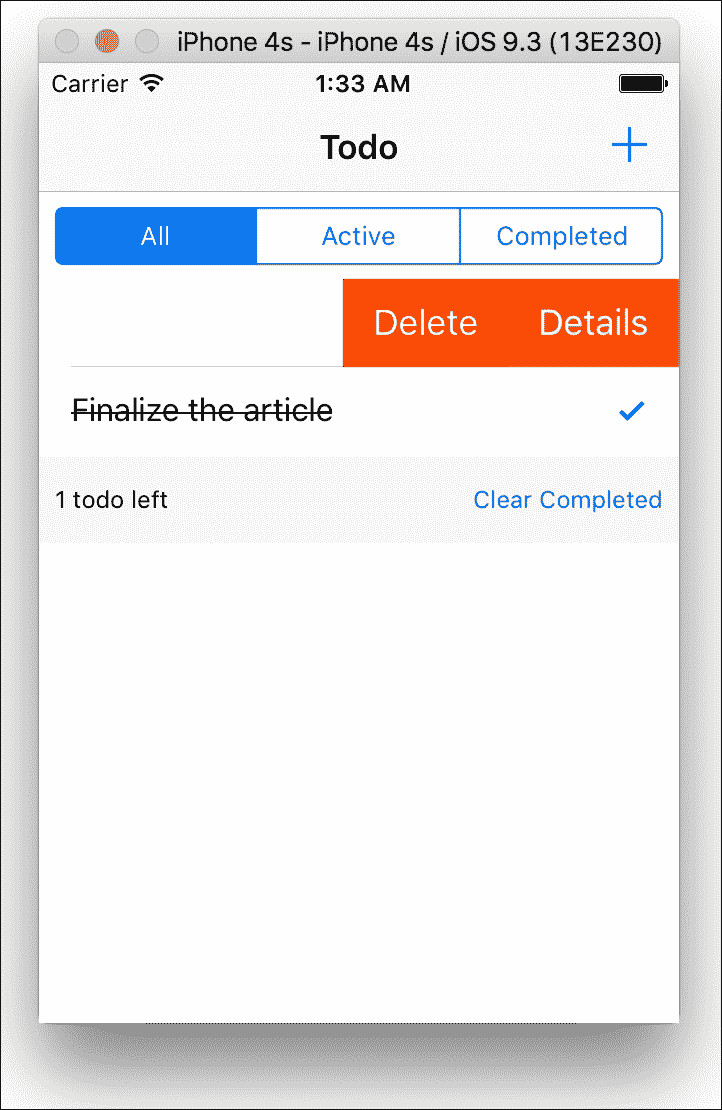 iPhone 4s - iPhone 4s / iOS 9.3 (13E230)
Carrier 1:33 AM
Todo
All Active Completed
Delete Details
Finalize the article
1 todo left Clear Completed